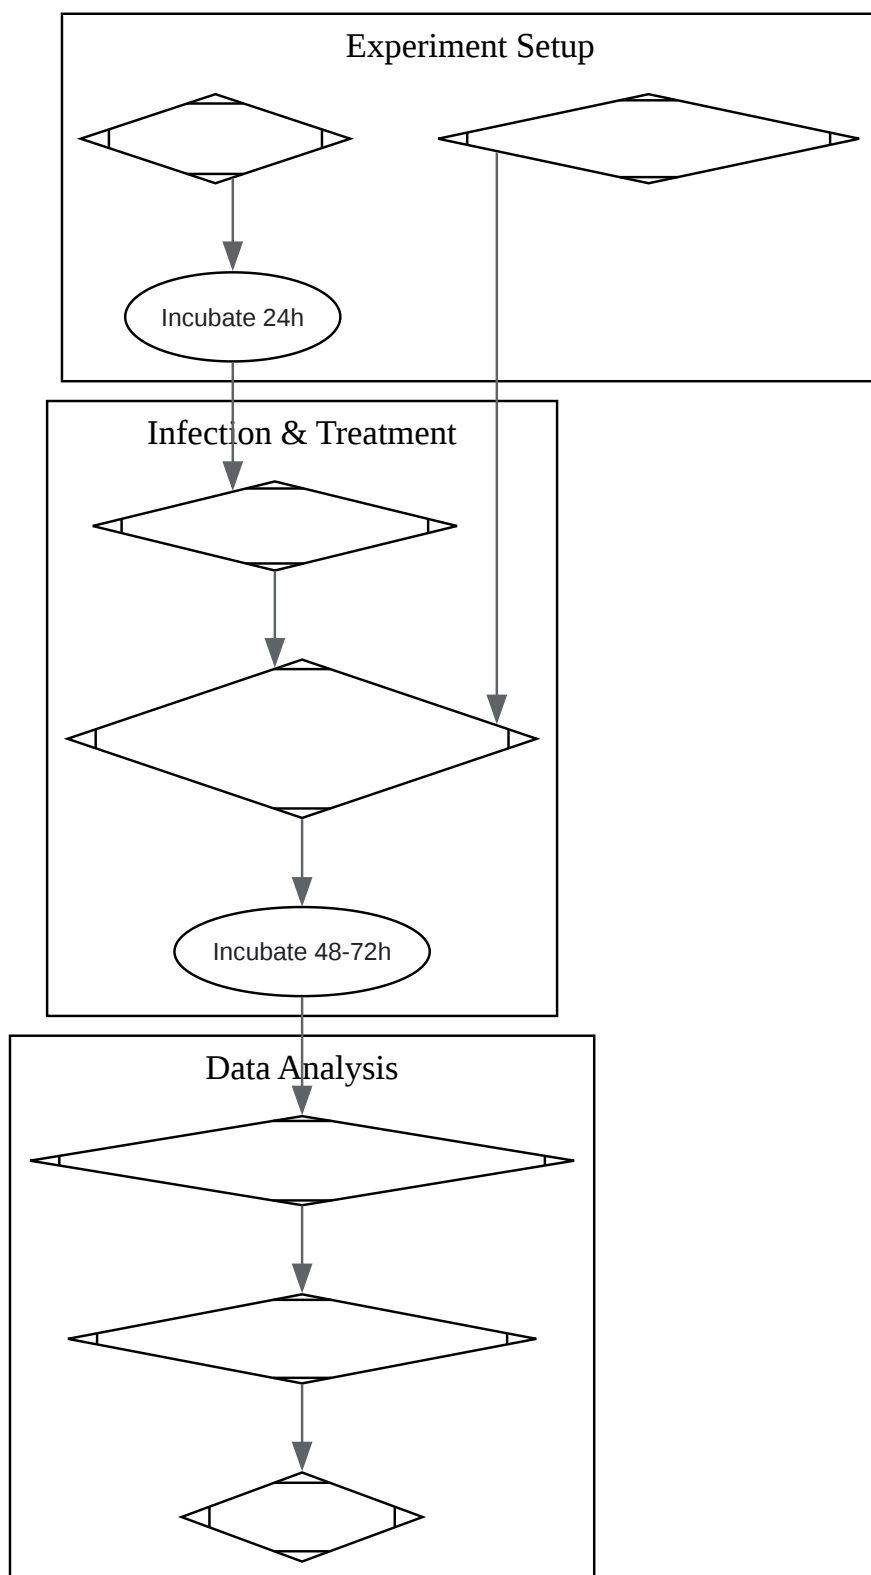 Experiment Setup
Incubate 24h
Infection & Treatment
Incubate 48-72h
Data Analysis